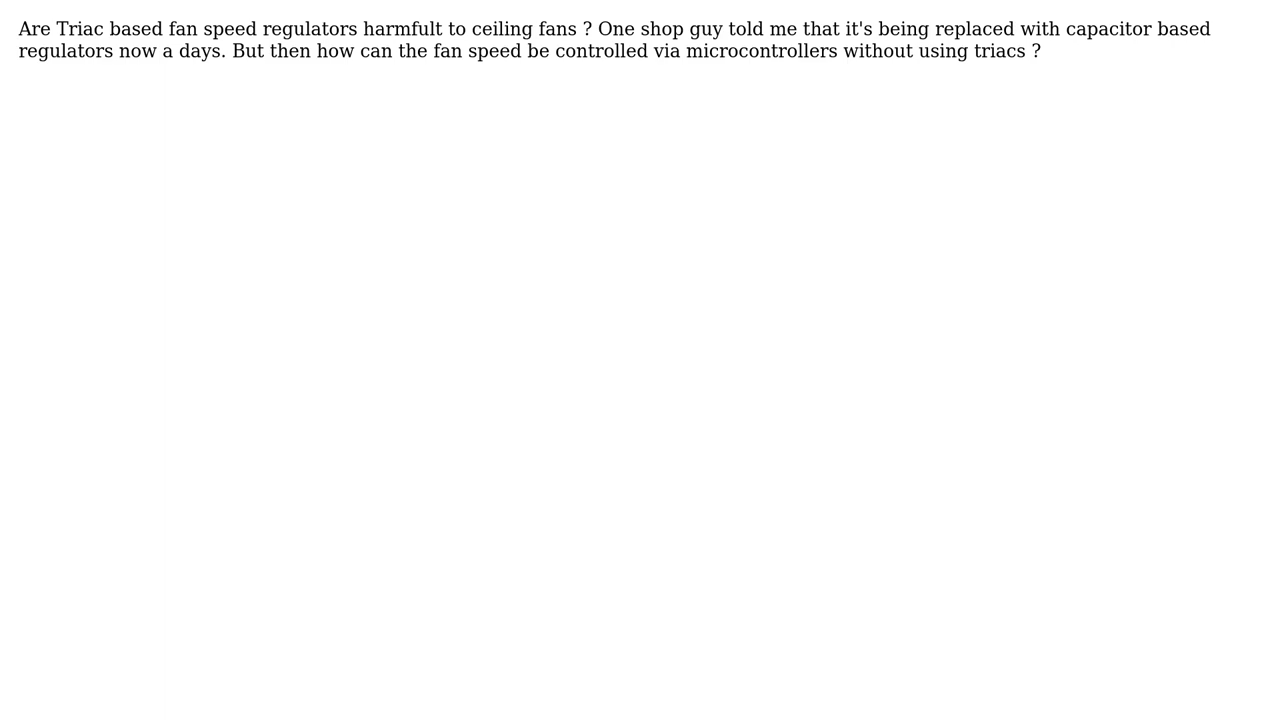 Are Triac based fan speed regulators harmfult to ceiling fans ? One shop guy told me that it's being replaced with capacitor based
regulators now a days. But then how can the fan speed be controlled via microcontrollers without using triacs ?